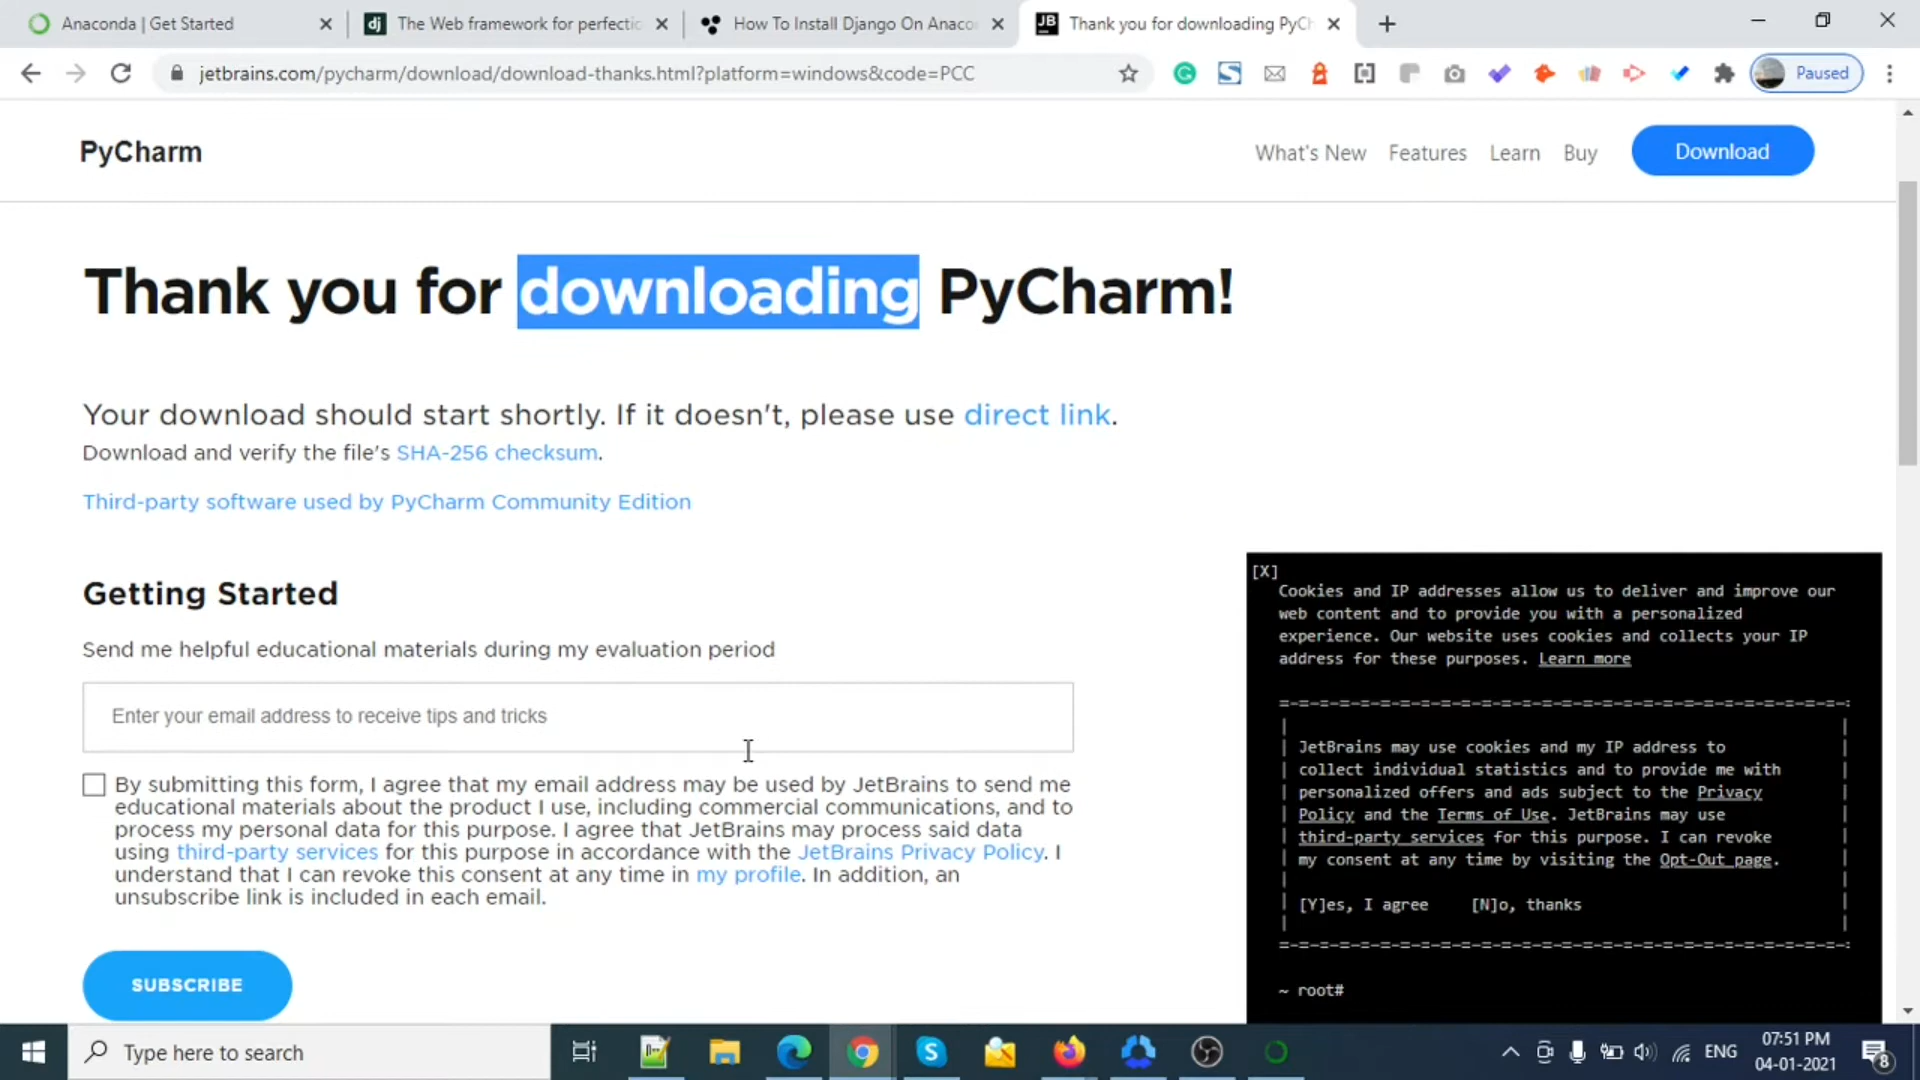 Anaconda | Get Started
The Web framework for perfectio
How To Install Django On Anaco
Thank you for downloading PyCh
jetbrains.com/pycharm/download/download-thanks.html?platform=windows&code=PCC
Paused
PyCharm
What's New
Features
Learn
Buy
Download
Thank you for downloading PyCharm!
Your download should start shortly. If it doesn't, please use direct link.
Download and verify the file's SHA-256 checksum.
Third-party software used by PyCharm Community Edition
Getting Started
Send me helpful educational materials during my evaluation period
Enter your email address to receive tips and tricks
By submitting this form, I agree that my email address may be used by JetBrains to send me
educational materials about the product I use, including commercial communications, and to
process my personal data for this purpose. I agree that JetBrains may process said data
using third-party services for this purpose in accordance with the JetBrains Privacy Policy. I
understand that I can revoke this consent at any time in my profile. In addition, an
unsubscribe link is included in each email.
SUBSCRIBE
[X]
Cookies and IP addresses allow us to deliver and improve our
web content and to provide you with a personalized
experience. Our website uses cookies and collects your IP
address for these purposes. Learn more
JetBrains may use cookies and my IP address to
collect individual statistics and to provide me with
personalized offers and ads subject to the Privacy
Policy and the Terms of Use. JetBrains may use
third-party services for this purpose. I can revoke
my consent at any time by visiting the Opt-Out page.
[Y]es, I agree [N]o, thanks
~ root#
Type here to search
ENG
07:51 PM
04-01-2021
8